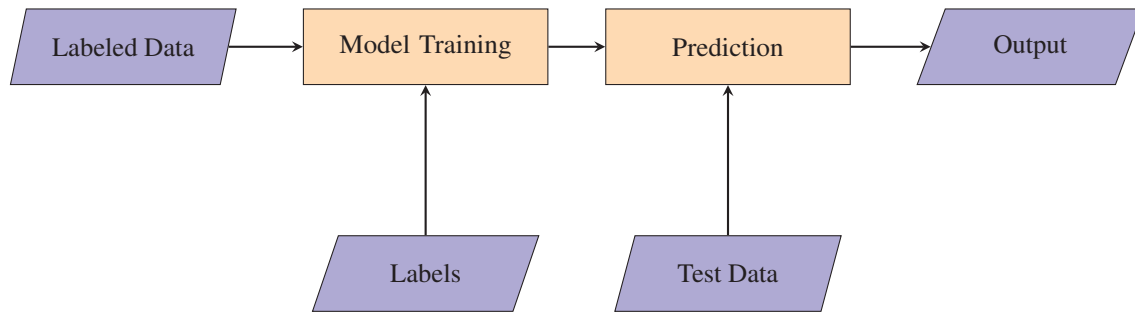 Labeled Data
Model Training
Prediction
Output
Labels
Test Data